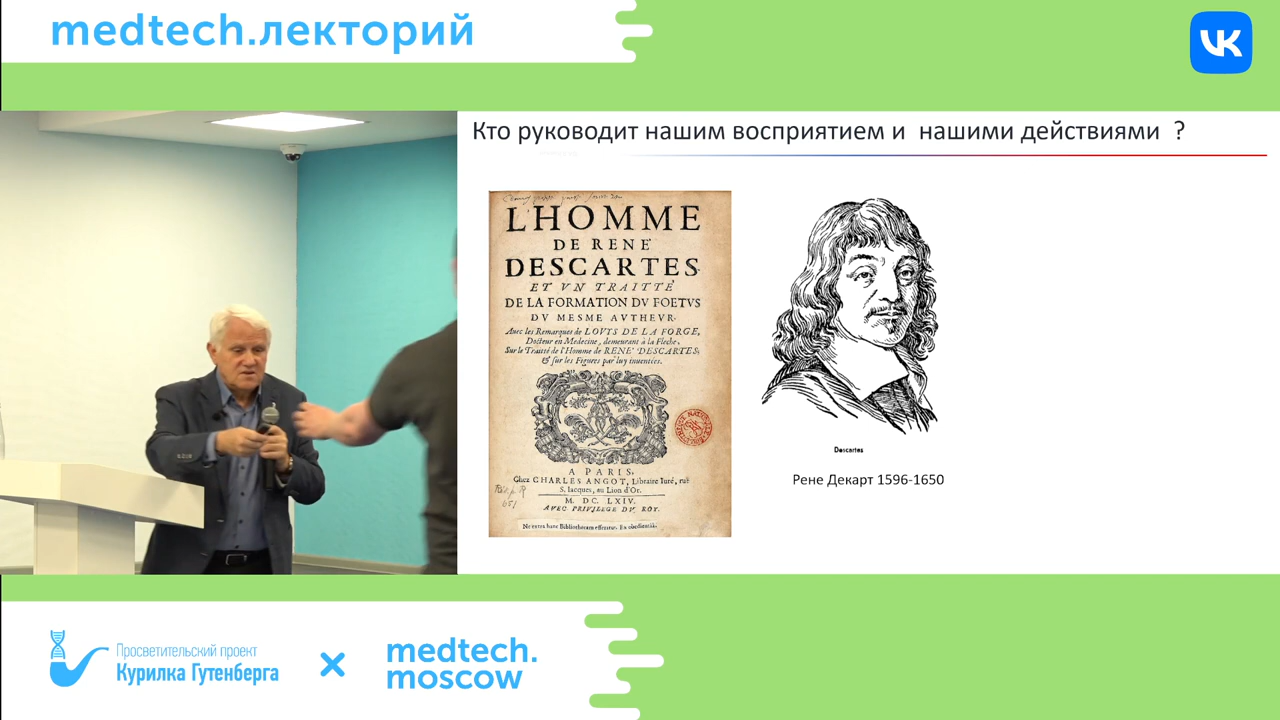 medtech.лекторий
VK
Кто руководит нашим восприятием и нашими действиями ?
L'HOMME
DE RENE'
DESCARTES
ET VN TRAITTÉ
DE LA FORMATION DV FOETVS
DV MESME AVTHEVR.
Avec les Remarques de LOVYS DE LA FORGE,
Docteur en Medecine, demeurant à la Fleche,
Sur le Traitté de l'Homme de RENE' DESCARTES;
& sur les Figures par luy inuentées.
A PARIS,
Chez CHARLES ANGOT, Libraire Iuré, ruë
S. Iacques, au Lion d'Or.
M. DC. LXIV.
AVEC PRIVILEGE DV ROY.
Descartes
Рене Декарт 1596-1650
Просветительский проект
Курилка Гутенберга
×
medtech.
moscow